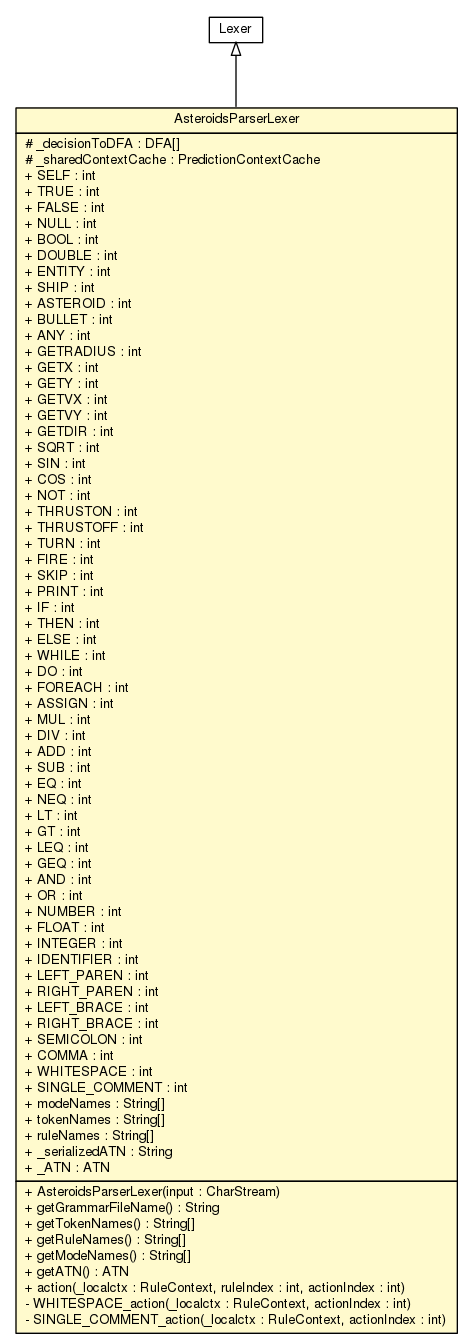 Lexer
AsteroidsParserLexer
# _decisionToDFA : DFA[]
# _sharedContextCache : PredictionContextCache
+ SELF : int
+ TRUE : int
+ FALSE : int
+ NULL : int
+ BOOL : int
+ DOUBLE : int
+ ENTITY : int
+ SHIP : int
+ ASTEROID : int
+ BULLET : int
+ ANY : int
+ GETRADIUS : int
+ GETX : int
+ GETY : int
+ GETVX : int
+ GETVY : int
+ GETDIR : int
+ SQRT : int
+ SIN : int
+ COS : int
+ NOT : int
+ THRUSTON : int
+ THRUSTOFF : int
+ TURN : int
+ FIRE : int
+ SKIP : int
+ PRINT : int
+ IF : int
+ THEN : int
+ ELSE : int
+ WHILE : int
+ DO : int
+ FOREACH : int
+ ASSIGN : int
+ MUL : int
+ DIV : int
+ ADD : int
+ SUB : int
+ EQ : int
+ NEQ : int
+ LT : int
+ GT : int
+ LEQ : int
+ GEQ : int
+ AND : int
+ OR : int
+ NUMBER : int
+ FLOAT : int
+ INTEGER : int
+ IDENTIFIER : int
+ LEFT_PAREN : int
+ RIGHT_PAREN : int
+ LEFT_BRACE : int
+ RIGHT_BRACE : int
+ SEMICOLON : int
+ COMMA : int
+ WHITESPACE : int
+ SINGLE_COMMENT : int
+ modeNames : String[]
+ tokenNames : String[]
+ ruleNames : String[]
+ _serializedATN : String
+ _ATN : ATN
+ AsteroidsParserLexer(input : CharStream)
+ getGrammarFileName() : String
+ getTokenNames() : String[]
+ getRuleNames() : String[]
+ getModeNames() : String[]
+ getATN() : ATN
+ action(_localctx : RuleContext, ruleIndex : int, actionIndex : int)
- WHITESPACE_action(_localctx : RuleContext, actionIndex : int)
- SINGLE_COMMENT_action(_localctx : RuleContext, actionIndex : int)